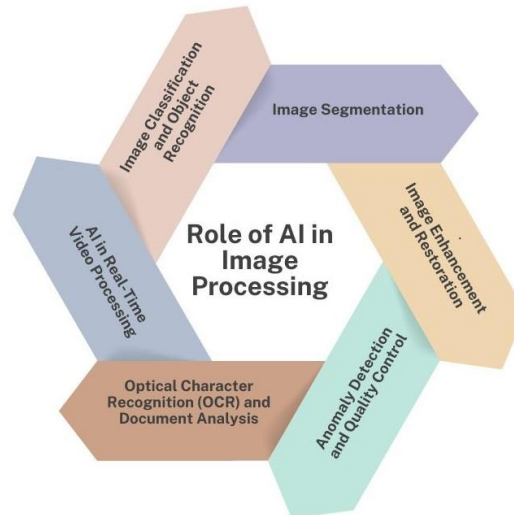 Role of AI in
Image
Processing
Image Classification
and Object
Recognition
Image Segmentation
Image Enhancement
and Restoration
Anomaly Detection
and Quality Control
Optical Character
Recognition (OCR) and
Document Analysis
AI in Real-Time
Video Processing